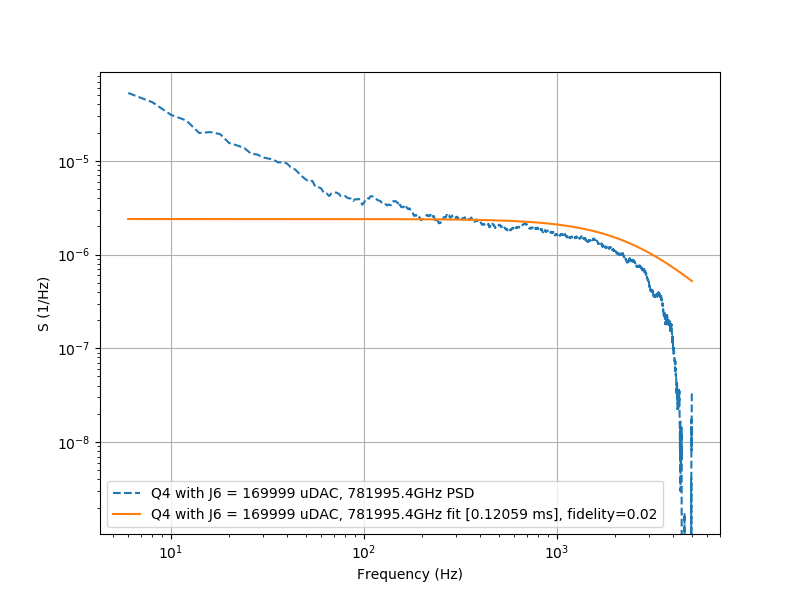 S (1/Hz)
10⁻⁵
10⁻⁶
10⁻⁷
10⁻⁸
Q4 with J6 = 169999 uDAC, 781995.4GHz PSD
Q4 with J6 = 169999 uDAC, 781995.4GHz fit [0.12059 ms], fidelity=0.02
10¹ 10² 10³
Frequency (Hz)